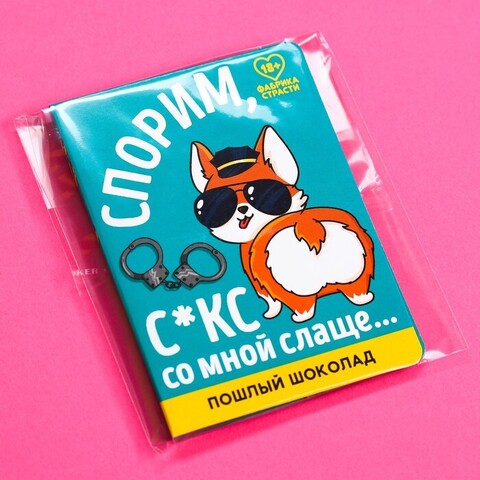 18+
ФАБРИКА
СТРАСТИ
СПОРИМ,
С*КС
СО МНОЙ СЛАЩЕ...
ПОШЛЫЙ ШОКОЛАД